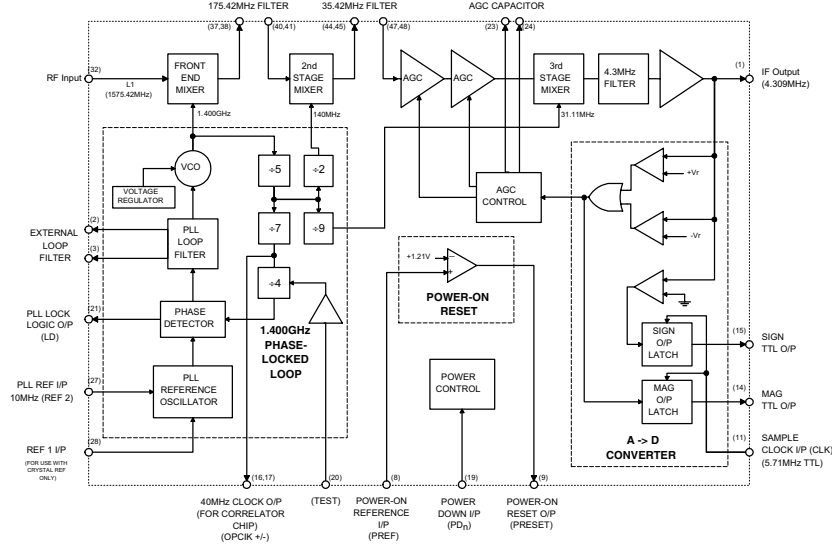 175.42MHz FILTER
35.42MHz FILTER
AGC CAPACITOR
(37,38)
(40,41)
(44,45)
(47,48)
(23)
(24)
RF Input
(32)
L1
(1575.42MHz)
FRONT
END
MIXER
2nd
STAGE
MIXER
AGC
AGC
3rd
STAGE
MIXER
4.3MHz
FILTER
(1)
IF Output
(4.309MHz)
1.400GHz
140MHz
31.11MHz
VCO
VOLTAGE
REGULATOR
÷5
÷2
÷7
÷9
÷4
AGC
CONTROL
+Vr
-Vr
EXTERNAL
LOOP
FILTER
(2)
(3)
PLL
LOOP
FILTER
+1.21V
−
+
POWER-ON
RESET
PLL LOCK
LOGIC O/P
(LD)
(21)
PHASE
DETECTOR
1.400GHz
PHASE-
LOCKED
LOOP
SIGN
O/P
LATCH
(15)
SIGN
TTL O/P
PLL REF I/P
10MHz (REF 2)
(27)
PLL
REFERENCE
OSCILLATOR
POWER
CONTROL
MAG
O/P
LATCH
(14)
MAG
TTL O/P
REF 1 I/P
(FOR USE WITH
CRYSTAL REF
ONLY)
(28)
A -> D
CONVERTER
(11)
SAMPLE
CLOCK I/P (CLK)
(5.71MHz TTL)
(16,17)
(20)
(8)
(19)
(9)
40MHz CLOCK O/P
(FOR CORRELATOR
CHIP)
(OPCIK +/-)
(TEST)
POWER-ON
REFERENCE
I/P
(PREF)
POWER
DOWN I/P
(PDn)
POWER-ON
RESET O/P
(PRESET)